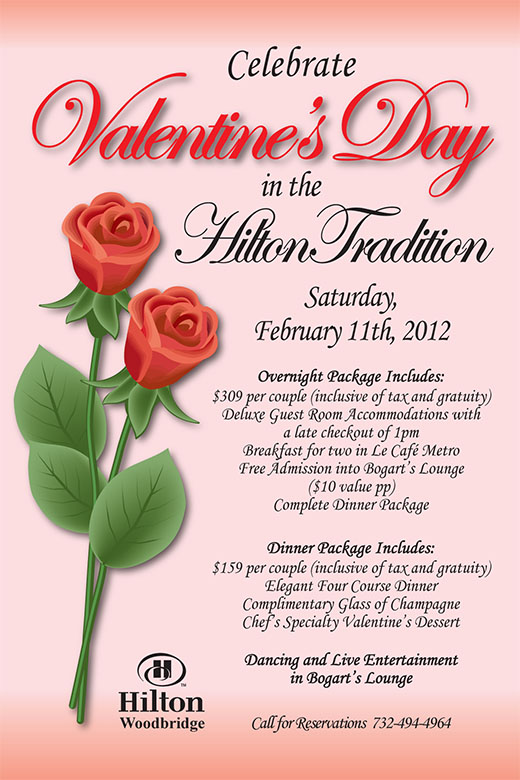 Celebrate
Valentine's Day
in the
Hilton Tradition
Saturday,
February 11th, 2012
Overnight Package Includes:
$309 per couple (inclusive of tax and gratuity)
Deluxe Guest Room Accommodations with
a late checkout of 1pm
Breakfast for two in Le Café Metro
Free Admission into Bogart's Lounge
($10 value pp)
Complete Dinner Package
Dinner Package Includes:
$159 per couple (inclusive of tax and gratuity)
Elegant Four Course Dinner
Complimentary Glass of Champagne
Chef's Specialty Valentine's Dessert
Dancing and Live Entertainment
in Bogart's Lounge
H
TM
Hilton
Woodbridge
Call for Reservations 732-494-4964